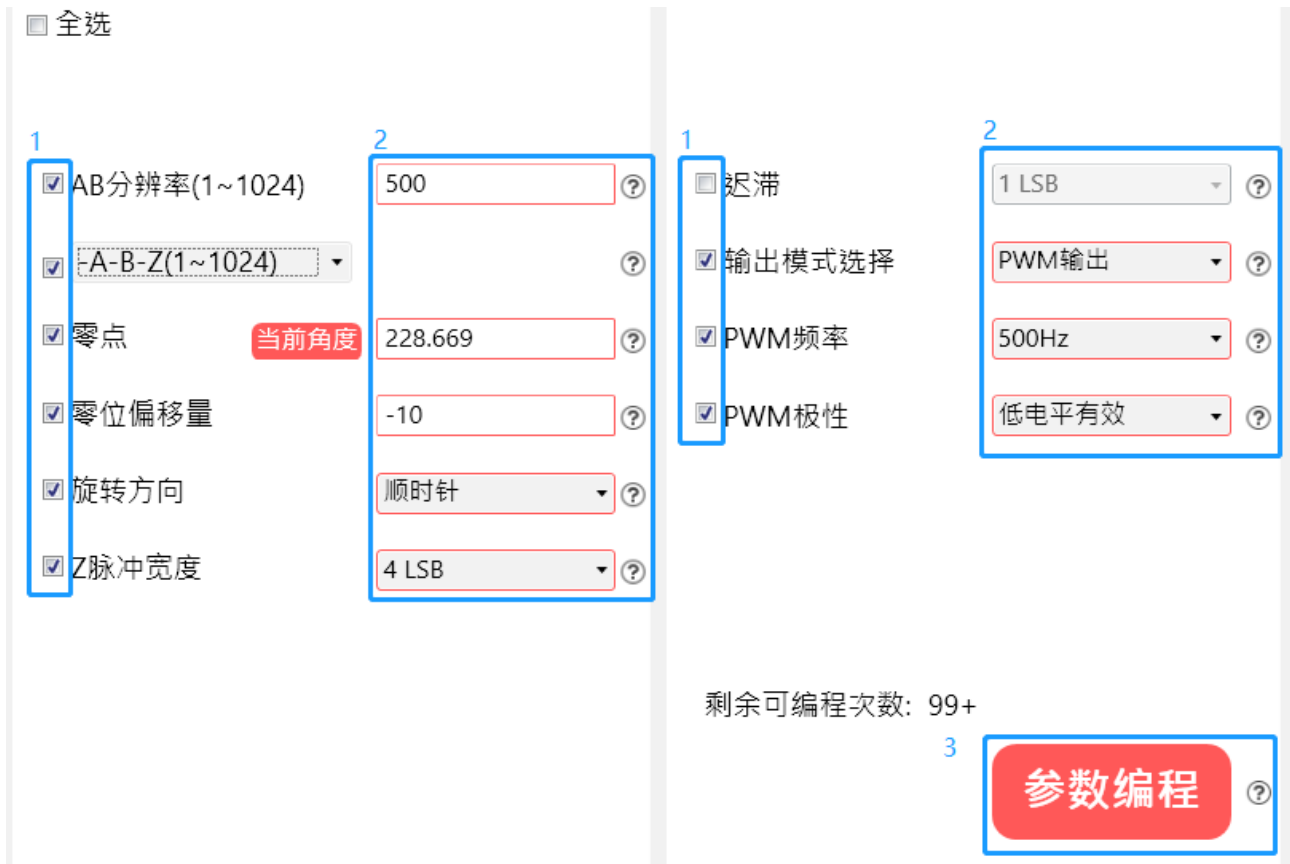 全选
1
2
AB分辨率(1~1024)
500
-A-B-Z(1~1024)
零点
当前角度
228.669
零位偏移量
-10
旋转方向
顺时针
Z脉冲宽度
4 LSB
1
2
迟滞
1 LSB
输出模式选择
PWM输出
PWM频率
500Hz
PWM极性
低电平有效
剩余可编程次数: 99+
3
参数编程